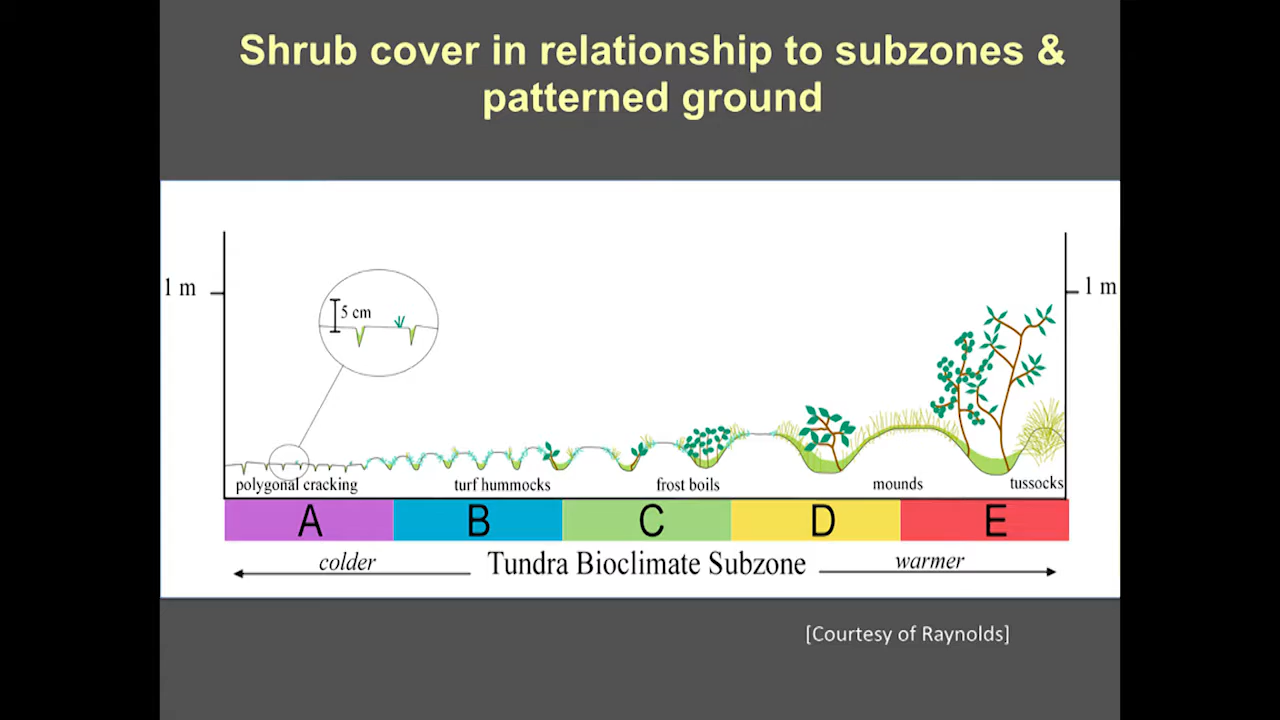 Shrub cover in relationship to subzones &
patterned ground
1 m
1 m
5 cm
polygonal cracking
turf hummocks
frost boils
mounds
tussocks
A
B
C
D
E
colder
Tundra Bioclimate Subzone
warmer
[Courtesy of Raynolds]